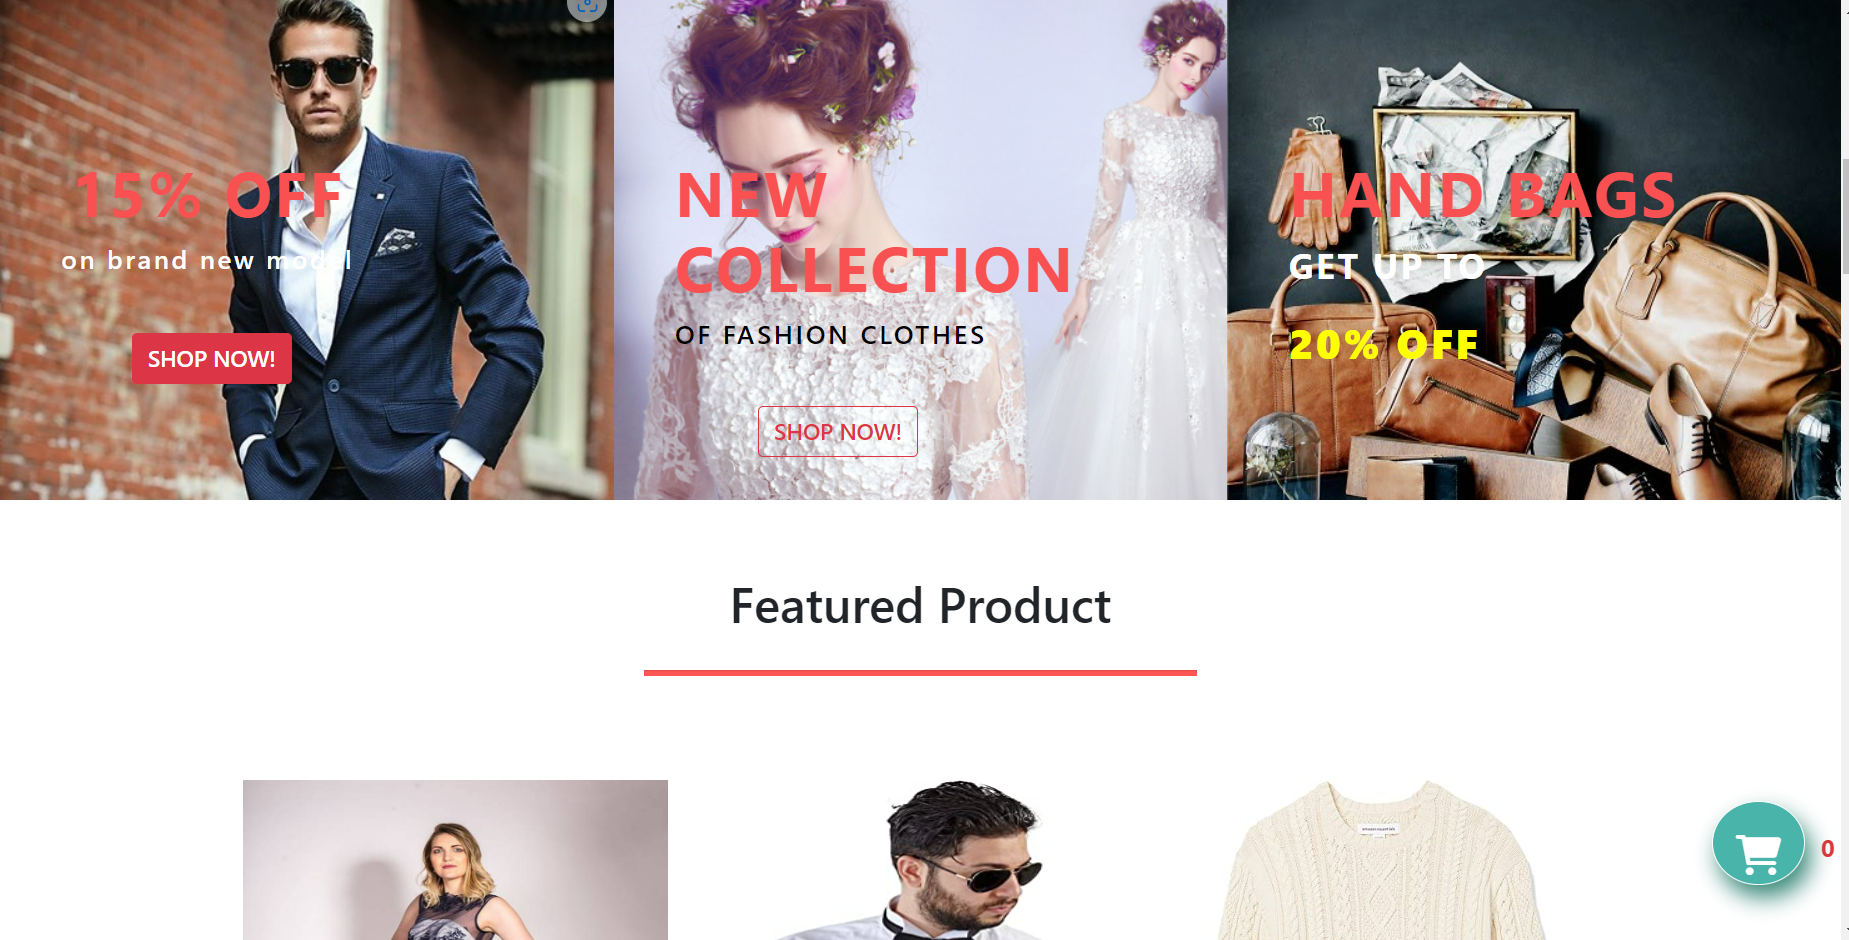 15% OFF
on brand new model
SHOP NOW!
NEW
COLLECTION
OF FASHION CLOTHES
SHOP NOW!
HAND BAGS
GET UP TO
20% OFF
Featured Product
0